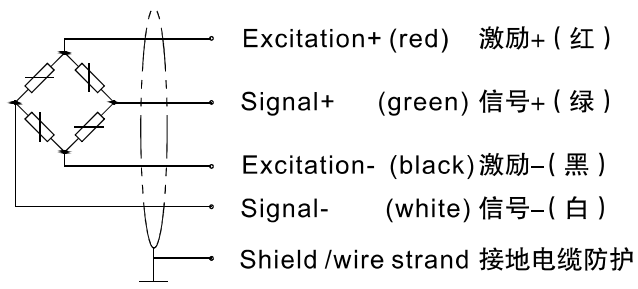 Excitation+ (red) 激励+（红）
Signal+ (green) 信号+（绿）
Excitation- (black) 激励–（黑）
Signal- (white) 信号–（白）
Shield /wire strand 接地电缆防护